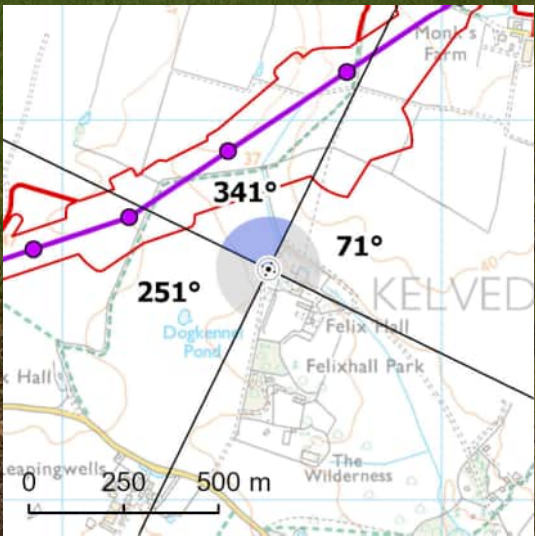 Monk's
Farm
37
341°
71°
251°
40
KELVED
Felix Hall
Dogkennel
Pond
Felixhall Park
x Hall
The
Wilderness
eapingwells
0 250 500 m